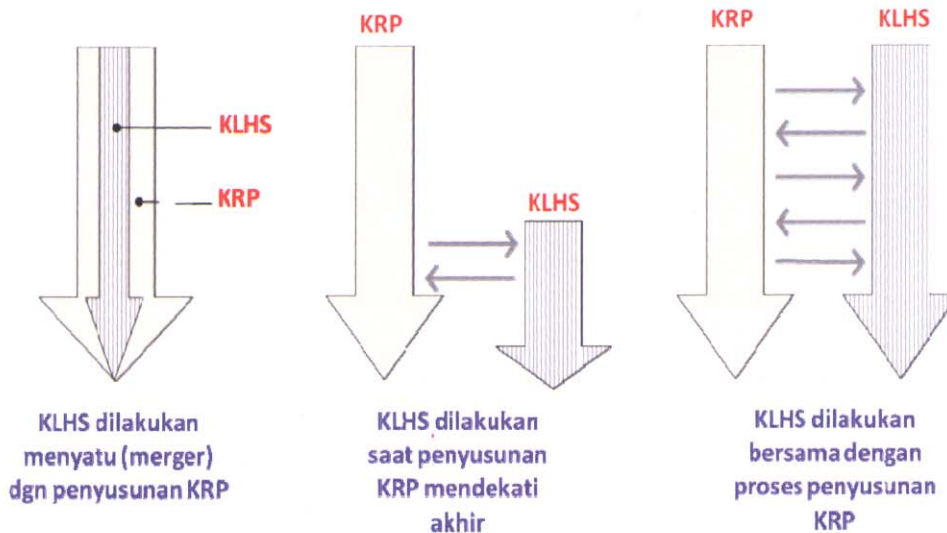 KLHS
KRP
KLHS dilakukan
menyatu (merger)
dgn penyusunan KRP
KRP
KLHS
KLHS dilakukan
saat penyusunan
KRP mendekati
akhir
KRP
KLHS
KLHS dilakukan
bersama dengan
proses penyusunan
KRP